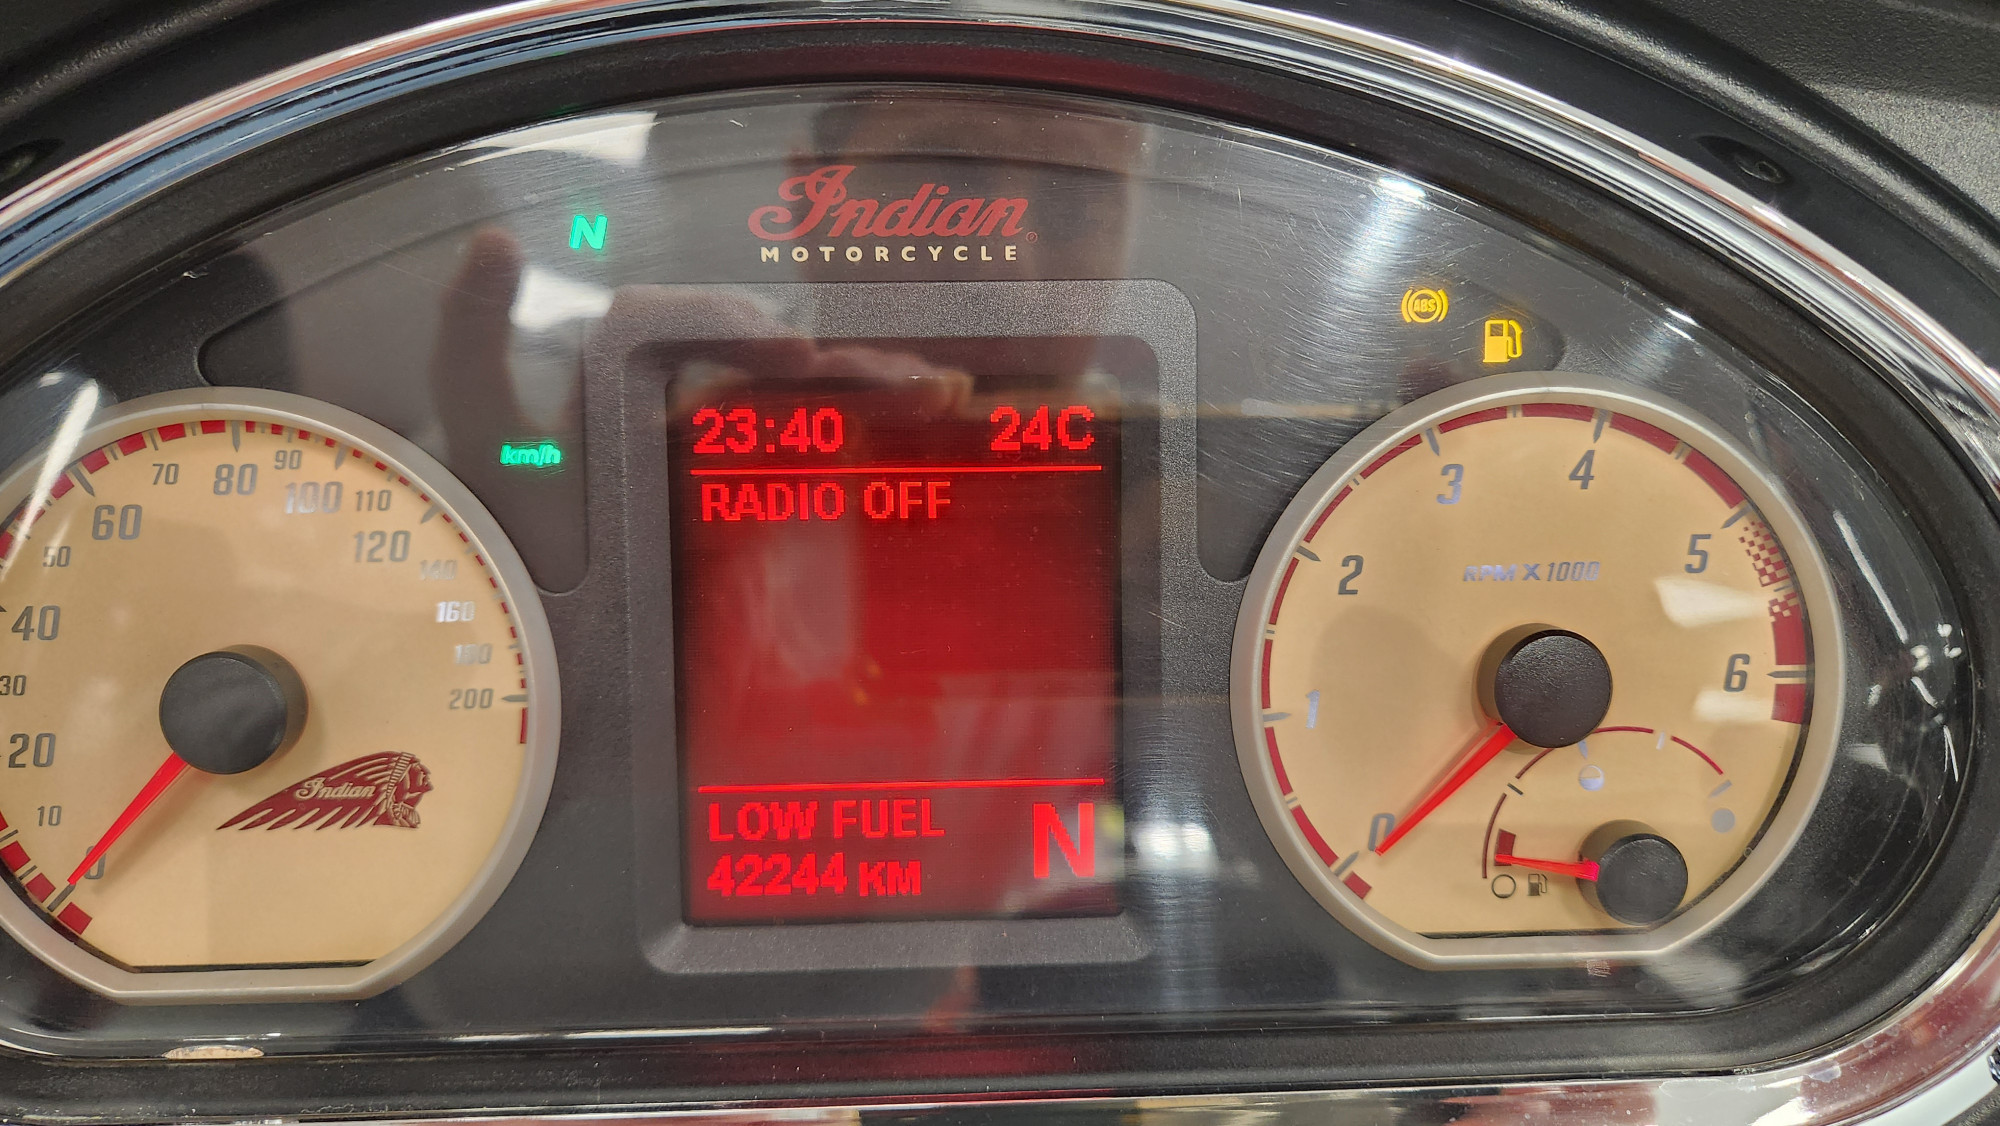 Indian
MOTORCYCLE
N
ABS
km/h
23:40 24C
RADIO OFF
LOW FUEL
42244 KM
N
0
10
20
30
40
50
60
70
80
90
100
110
120
140
160
180
200
Indian
0
1
2
3
4
5
6
RPM X 1000